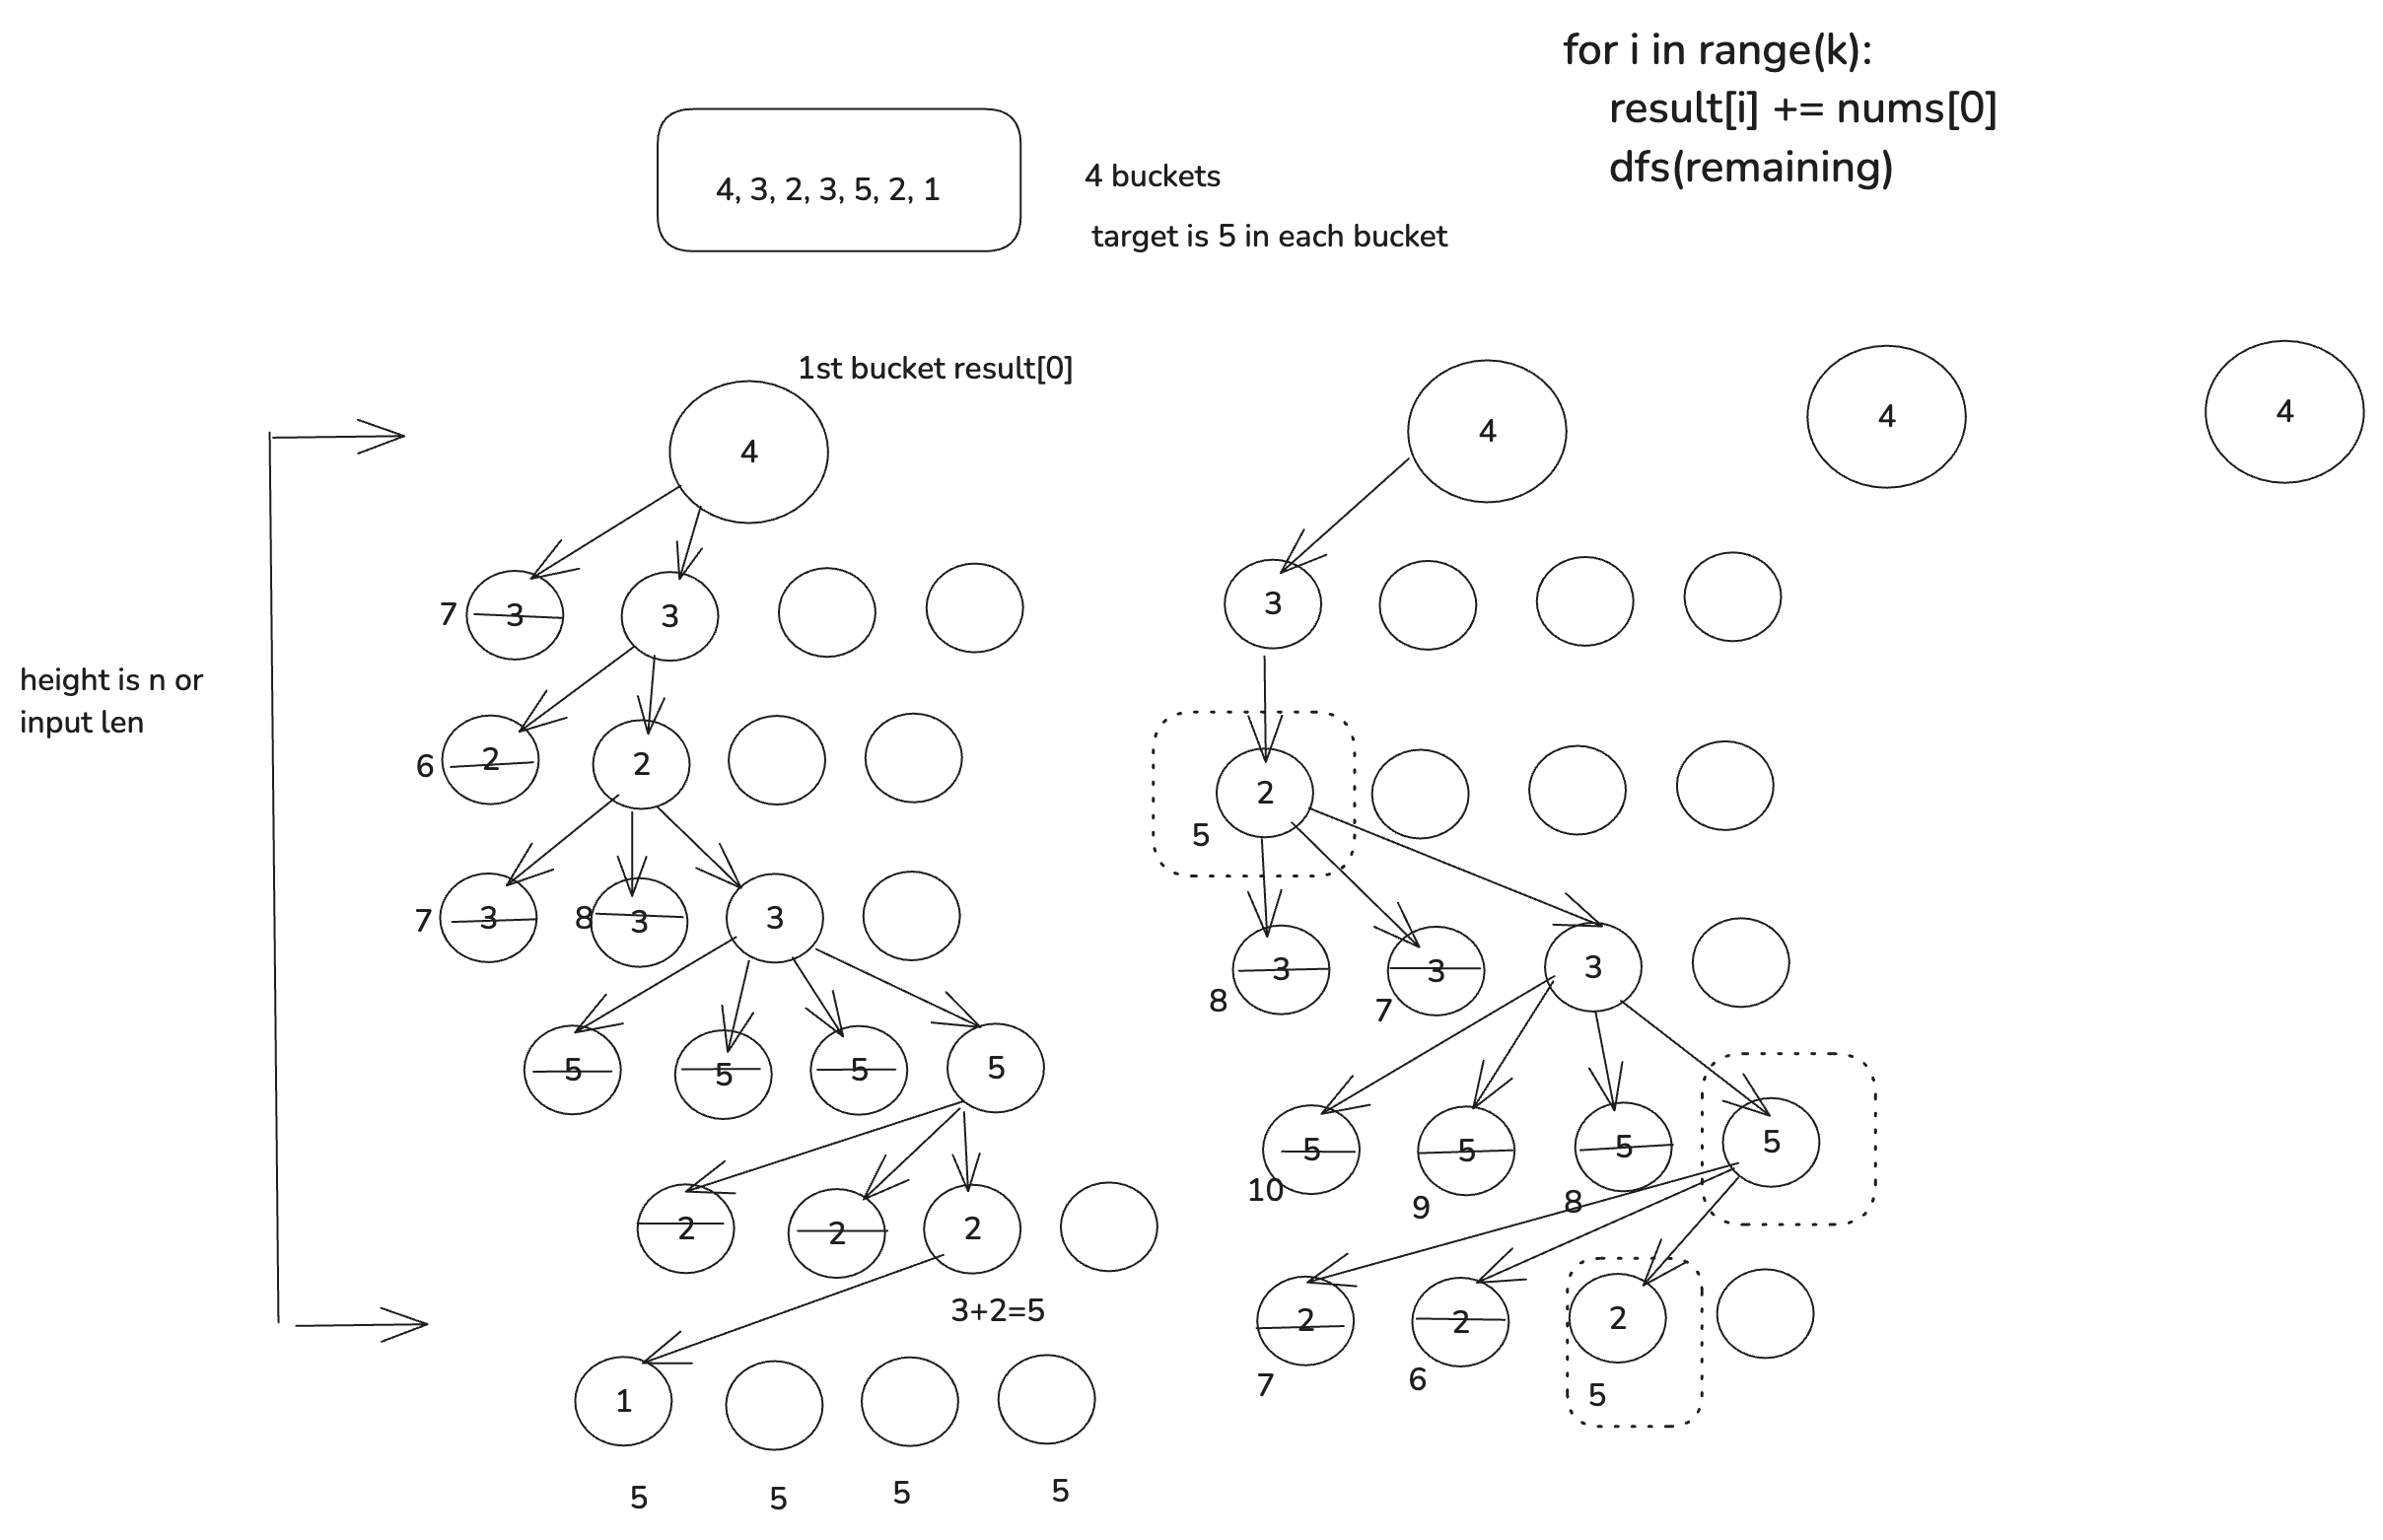 for i in range(k):
result[i] += nums[0]
dfs(remaining)
4, 3, 2, 3, 5, 2, 1
4 buckets
target is 5 in each bucket
1st bucket result[0]
4
4
4
4
7 3 3
3
height is n or
input len
6 2 2
2
5
7 3 8 3 3
3 3 3
8 7
5 5 5 5
5 5 5 5
10 9 8
2 2 2
3+2=5
2 2 2
7 6 5
1
5 5 5 5